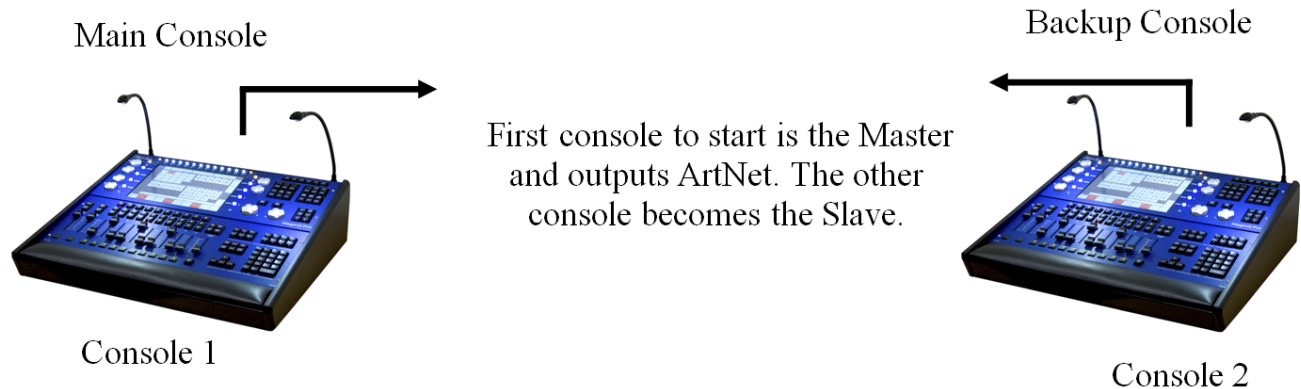 Main Console
Backup Console
First console to start is the Master
and outputs ArtNet. The other
console becomes the Slave.
Console 1
Console 2